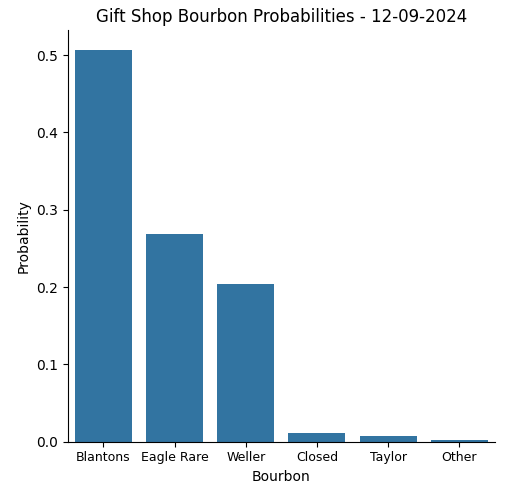 Gift Shop Bourbon Probabilities - 12-09-2024
0.5
0.4
0.3
0.2
0.1
0.0
Probability
Blantons Eagle Rare Weller Closed Taylor Other
Bourbon